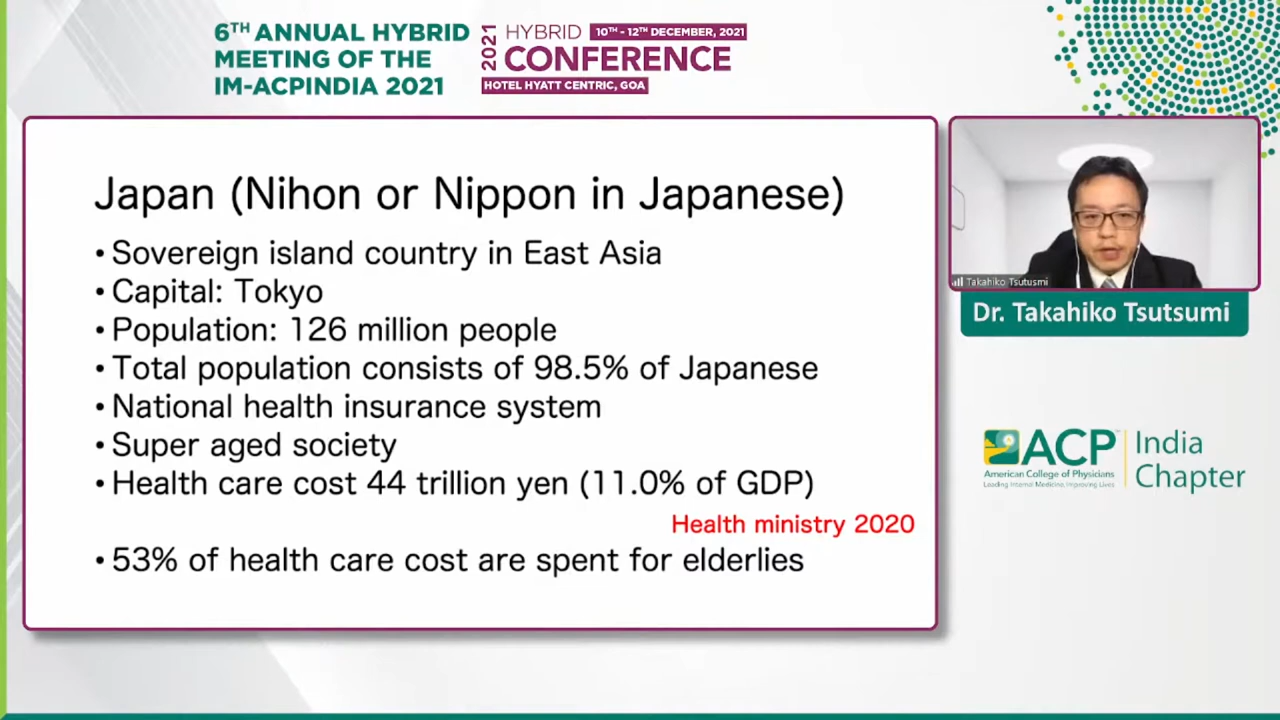 6TH ANNUAL HYBRID
MEETING OF THE
IM-ACPINDIA 2021
2021
HYBRID 10TH - 12TH DECEMBER, 2021
CONFERENCE
HOTEL HYATT CENTRIC, GOA
Japan (Nihon or Nippon in Japanese)
• Sovereign island country in East Asia
• Capital: Tokyo
• Population: 126 million people
• Total population consists of 98.5% of Japanese
• National health insurance system
• Super aged society
• Health care cost 44 trillion yen (11.0% of GDP)
Health ministry 2020
• 53% of health care cost are spent for elderlies
Takahiko Tsutusmi
Dr. Takahiko Tsutsumi
ACP™
American College of Physicians
Leading Internal Medicine, Improving Lives
India
Chapter